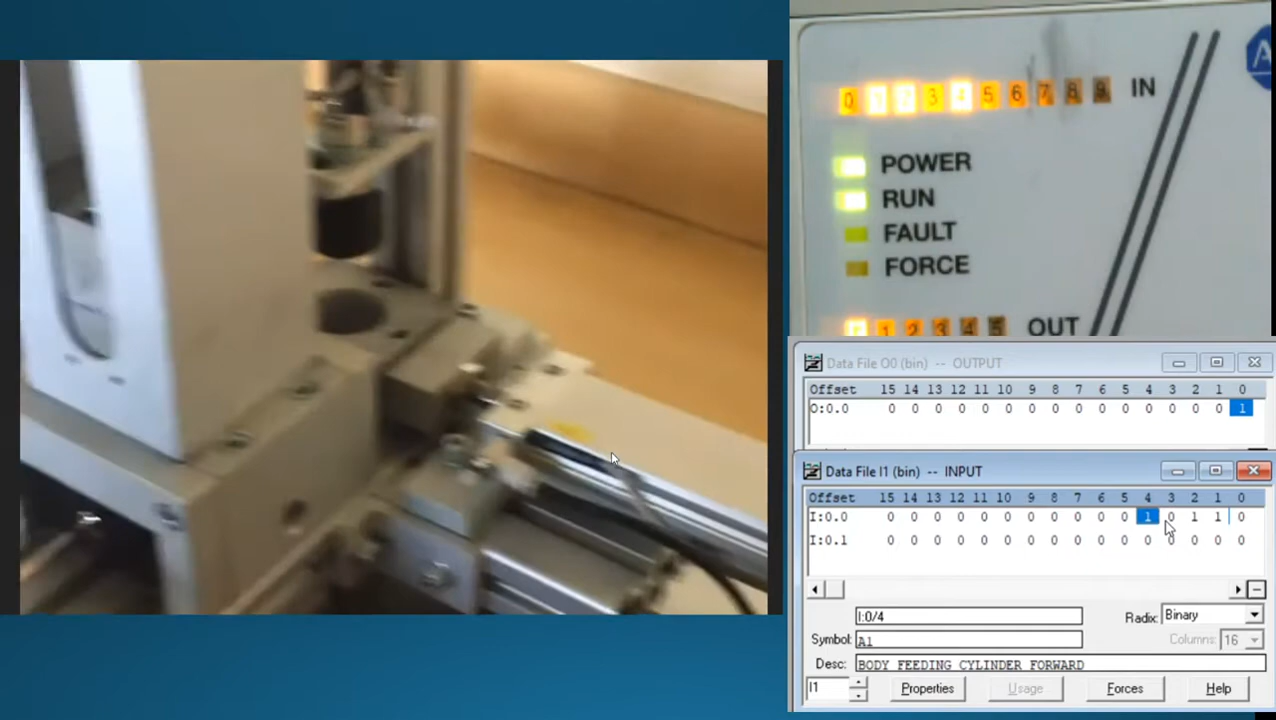 0 1 2 3 4 5 6 7 8 9 IN
A
POWER
RUN
FAULT
FORCE
1 2 3 4 5 OUT
Data File O0 (bin) -- OUTPUT
Offset 15 14 13 12 11 10 9 8 7 6 5 4 3 2 1 0
O:0.0 0 0 0 0 0 0 0 0 0 0 0 0 0 0 0 1
Data File I1 (bin) -- INPUT
Offset 15 14 13 12 11 10 9 8 7 6 5 4 3 2 1 0
I:0.0 0 0 0 0 0 0 0 0 0 0 0 1 0 1 1 0
I:0.1 0 0 0 0 0 0 0 0 0 0 0 0 0 0 0 0
I:0/4 Radix: Binary
Symbol: A1 Columns: 16
Desc: BODY FEEDING CYLINDER FORWARD
I1 Properties Usage Forces Help